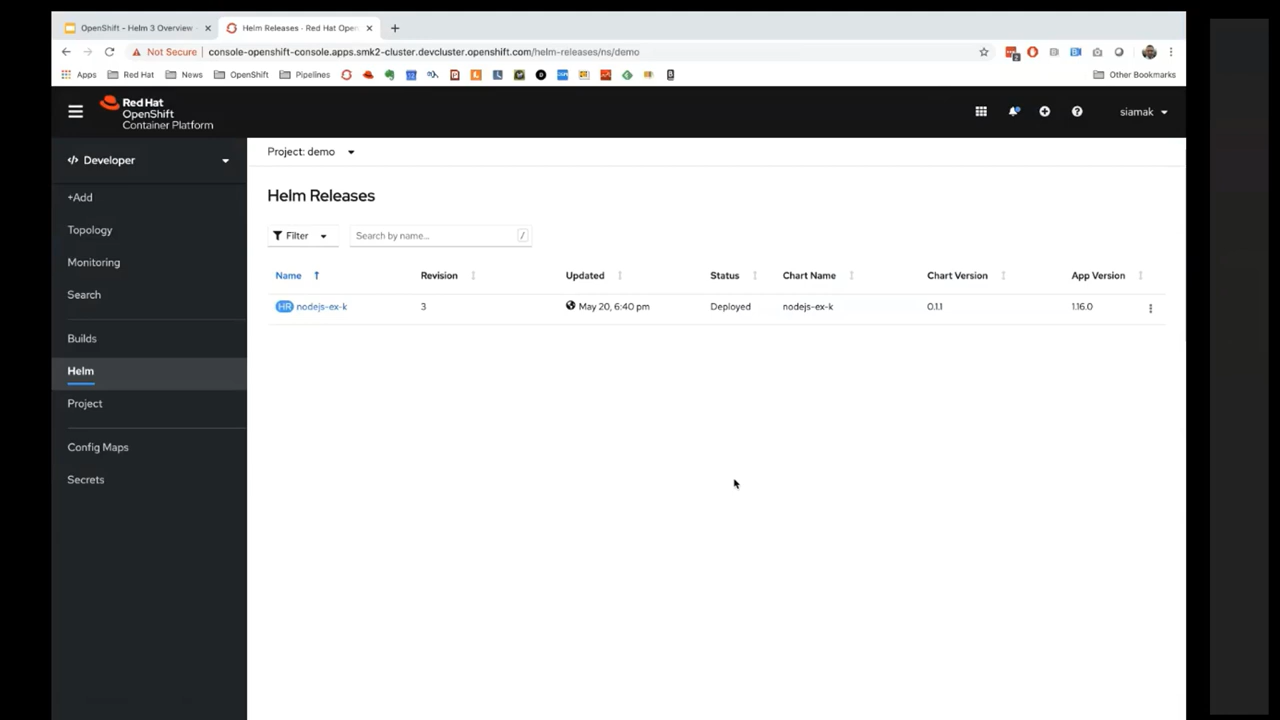 OpenShift - Helm 3 Overview
Helm Releases - Red Hat Open
Not Secure
console-openshift-console.apps.smk2-cluster.devcluster.openshift.com/helm-releases/ns/demo
Apps
Red Hat
News
OpenShift
Pipelines
Other Bookmarks
Red Hat
OpenShift
Container Platform
siamak
Developer
+Add
Topology
Monitoring
Search
Builds
Helm
Project
Config Maps
Secrets
Project: demo
Helm Releases
Filter
Search by name...
/
Name
Revision
Updated
Status
Chart Name
Chart Version
App Version
HR nodejs-ex-k
3
May 20, 6:40 pm
Deployed
nodejs-ex-k
0.1.1
1.16.0